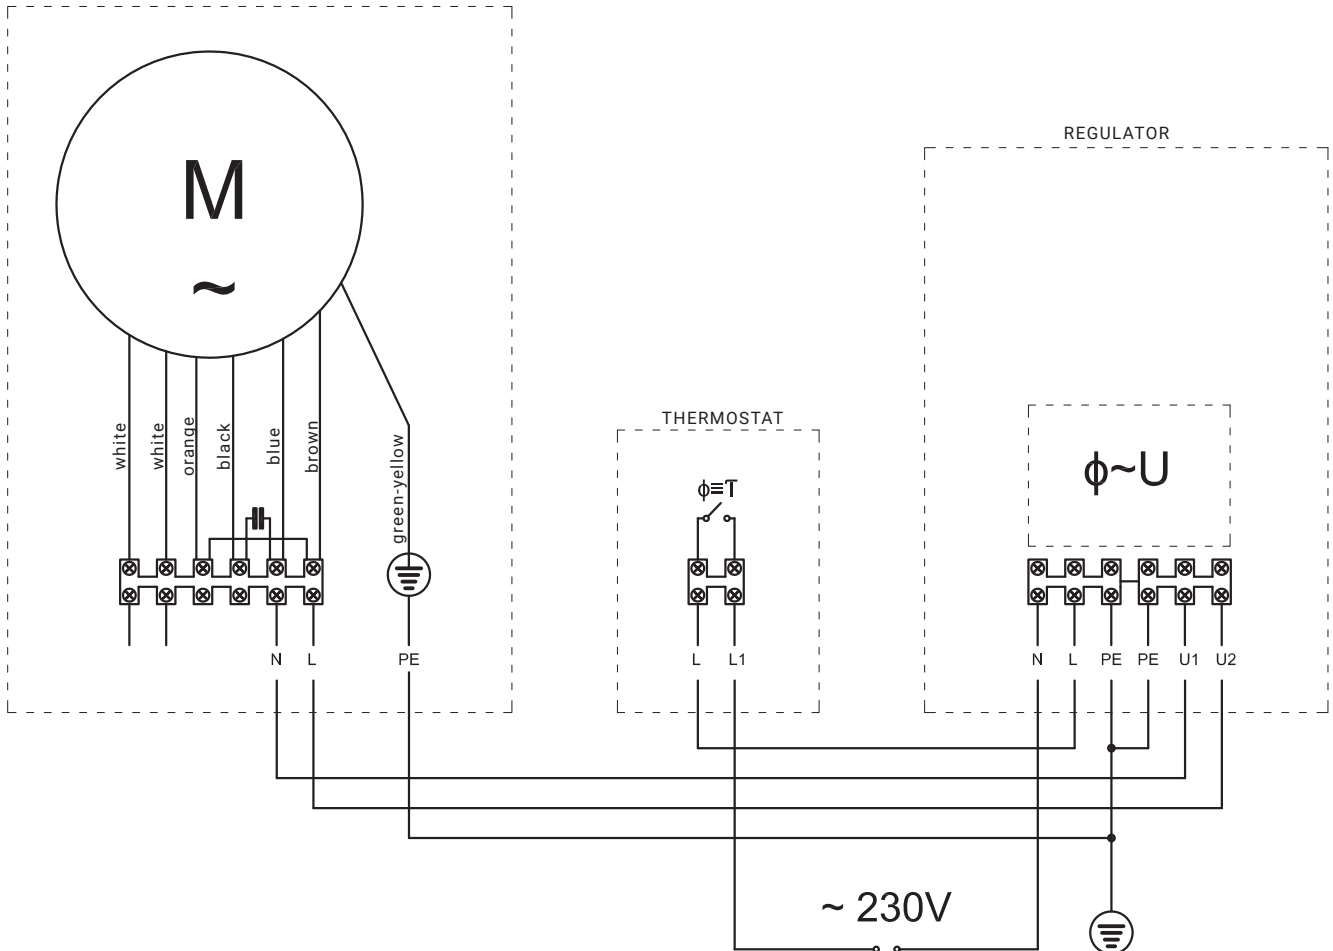 REGULATOR
M
~
white
white
orange
black
blue
brown
green-yellow
THERMOSTAT
ϕ≡T
ϕ~U
N L PE
L L1
N L PE PE U1 U2
~ 230V